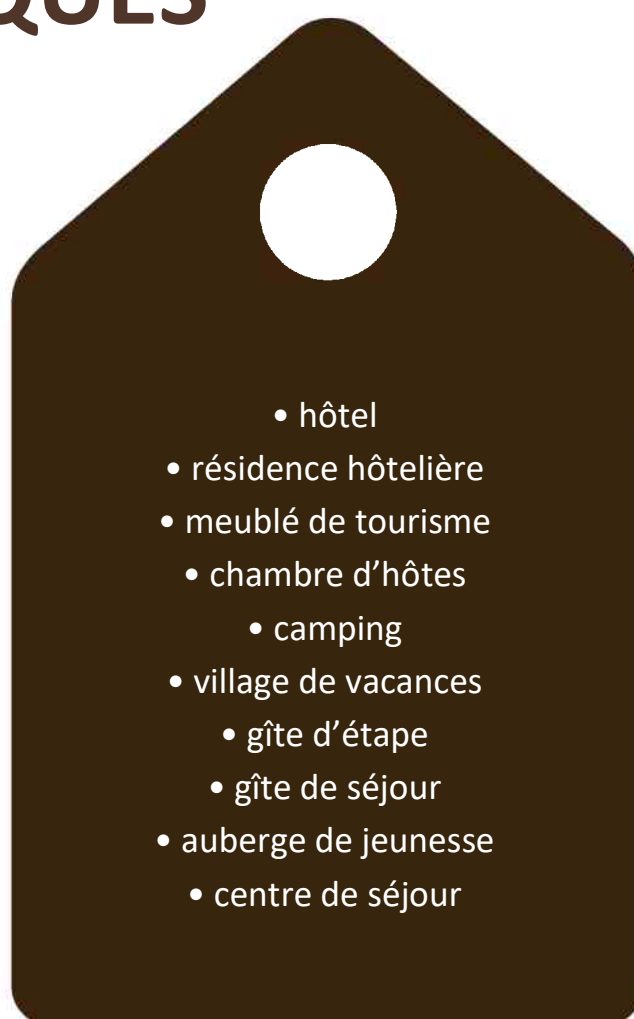 • hôtel
• résidence hôtelière
• meublé de tourisme
• chambre d’hôtes
• camping
• village de vacances
• gîte d’étape
• gîte de séjour
• auberge de jeunesse
• centre de séjour